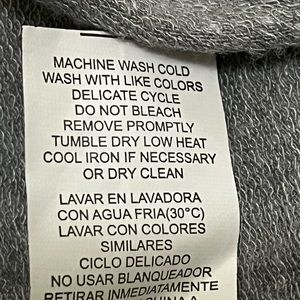 MACHINE WASH COLD
WASH WITH LIKE COLORS
DELICATE CYCLE
DO NOT BLEACH
REMOVE PROMPTLY
TUMBLE DRY LOW HEAT
COOL IRON IF NECESSARY
OR DRY CLEAN
LAVAR EN LAVADORA
CON AGUA FRIA(30°C)
LAVAR CON COLORES
SIMILARES
CICLO DELICADO
NO USAR BLANQUEADOR
RETIRAR INMEDIATAMENTE